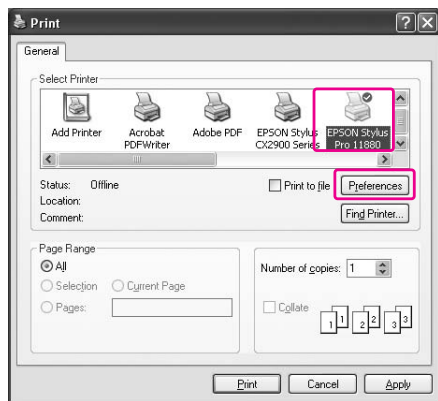 Print
General
Select Printer
Add Printer
Acrobat
PDFWriter
Adobe PDF
EPSON Stylus
CX2900 Series
EPSON Stylus
Pro 11880
Status: Offline
Location:
Comment:
Print to file
Preferences
Find Printer...
Page Range
All
Selection
Current Page
Pages:
Number of copies: 1
Collate
1 1 2 2 3 3
Print
Cancel
Apply